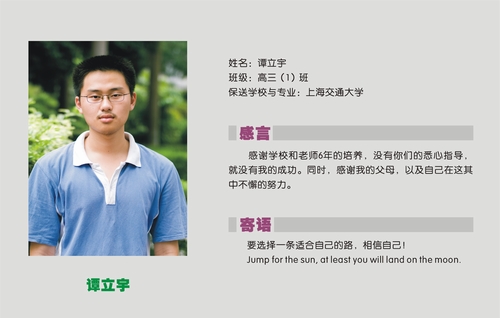 姓名：谭立宇
班级：高三（1）班
保送学校与专业：上海交通大学
感言
感谢学校和老师6年的培养，没有你们的悉心指导，
就没有我的成功。同时，感谢我的父母，以及自己在这其
中不懈的努力。
寄语
要选择一条适合自己的路，相信自己！
Jump for the sun, at least you will land on the moon.
谭立宇